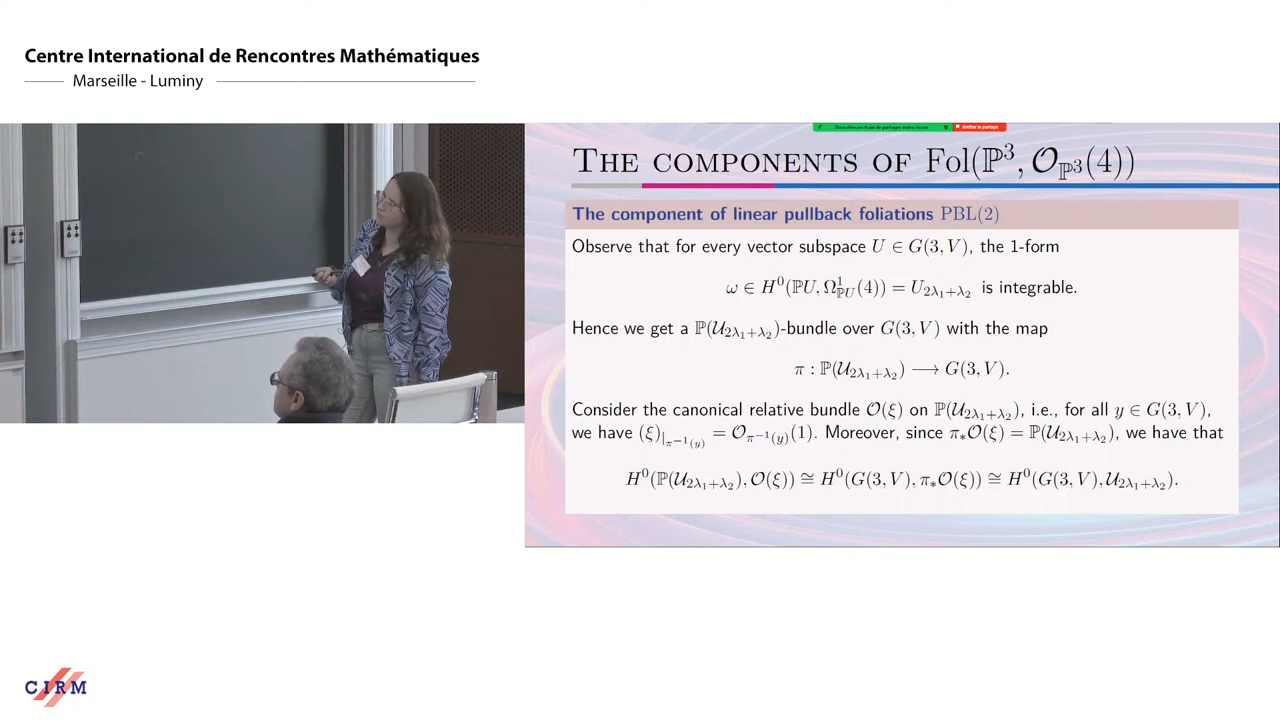 Centre International de Rencontres Mathématiques
Marseille - Luminy
THE COMPONENTS OF Fol(ℙ³, 𝒪_{ℙ³}(4))
The component of linear pullback foliations PBL(2)
Observe that for every vector subspace U ∈ G(3, V), the 1-form
ω ∈ H⁰(ℙU, Ω¹_{ℙU}(4)) = U_{2λ₁+λ₂} is integrable.
Hence we get a ℙ(𝒰_{2λ₁+λ₂})-bundle over G(3, V) with the map
π : ℙ(𝒰_{2λ₁+λ₂}) ⟶ G(3, V).
Consider the canonical relative bundle 𝒪(ξ) on ℙ(𝒰_{2λ₁+λ₂}), i.e., for all y ∈ G(3, V),
we have (ξ)|_{π⁻¹(y)} = 𝒪_{π⁻¹(y)}(1). Moreover, since π_*𝒪(ξ) = ℙ(𝒰_{2λ₁+λ₂}), we have that
H⁰(ℙ(𝒰_{2λ₁+λ₂}), 𝒪(ξ)) ≅ H⁰(G(3, V), π_*𝒪(ξ)) ≅ H⁰(G(3, V), 𝒰_{2λ₁+λ₂}).
CIRM